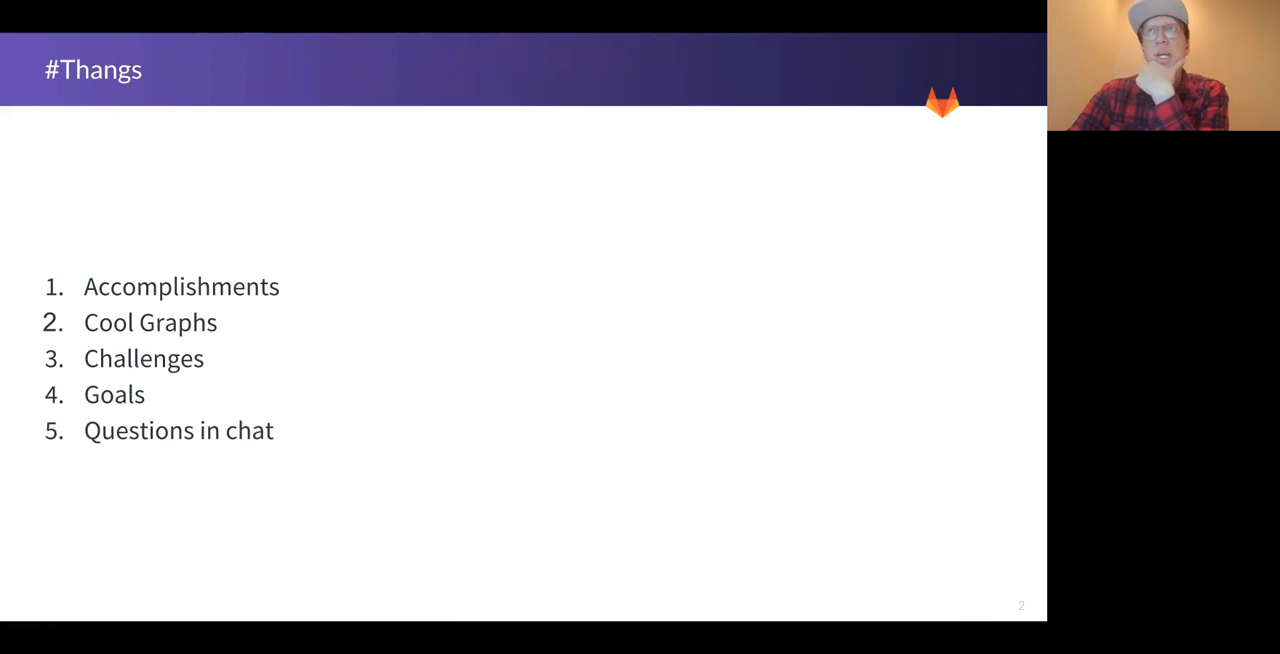 #Thangs
1. Accomplishments
2. Cool Graphs
3. Challenges
4. Goals
5. Questions in chat
2